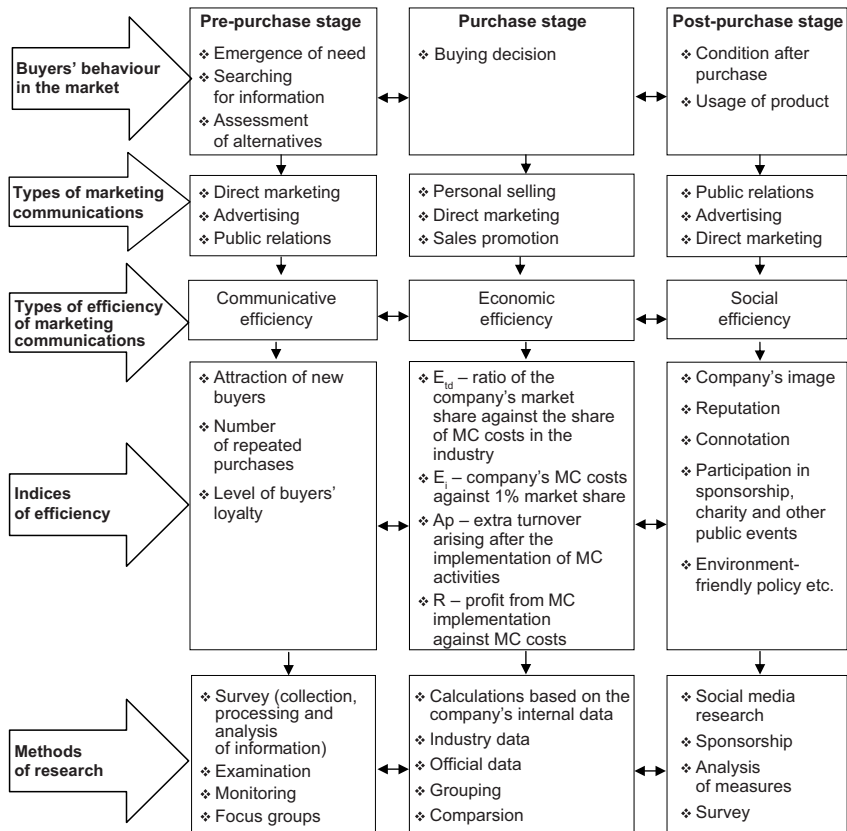 Buyers’ behaviour
in the market
Pre-purchase stage
❖ Emergence of need
❖ Searching
for information
❖ Assessment
of alternatives
Purchase stage
❖ Buying decision
Post-purchase stage
❖ Condition after
purchase
❖ Usage of product
Types of marketing
communications
❖ Direct marketing
❖ Advertising
❖ Public relations
❖ Personal selling
❖ Direct marketing
❖ Sales promotion
❖ Public relations
❖ Advertising
❖ Direct marketing
Types of efficiency
of marketing
communications
Communicative
efficiency
Economic
efficiency
Social
efficiency
Indices
of efficiency
❖ Attraction of new
buyers
❖ Number
of repeated
purchases
❖ Level of buyers’
loyalty
❖ Etd – ratio of the
company’s market
share against the share
of MC costs in the
industry
❖ Ei – company’s MC costs
against 1% market share
❖ Ap – extra turnover
arising after the
implementation of MC
activities
❖ R – profit from MC
implementation
against MC costs
❖ Company’s image
❖ Reputation
❖ Connotation
❖ Participation in
sponsorship,
charity and other
public events
❖ Environment-
friendly policy etc.
Methods
of research
❖ Survey (collection,
processing and
analysis
of information)
❖ Examination
❖ Monitoring
❖ Focus groups
❖ Calculations based on the
company’s internal data
❖ Industry data
❖ Official data
❖ Grouping
❖ Comparsion
❖ Social media
research
❖ Sponsorship
❖ Analysis
of measures
❖ Survey